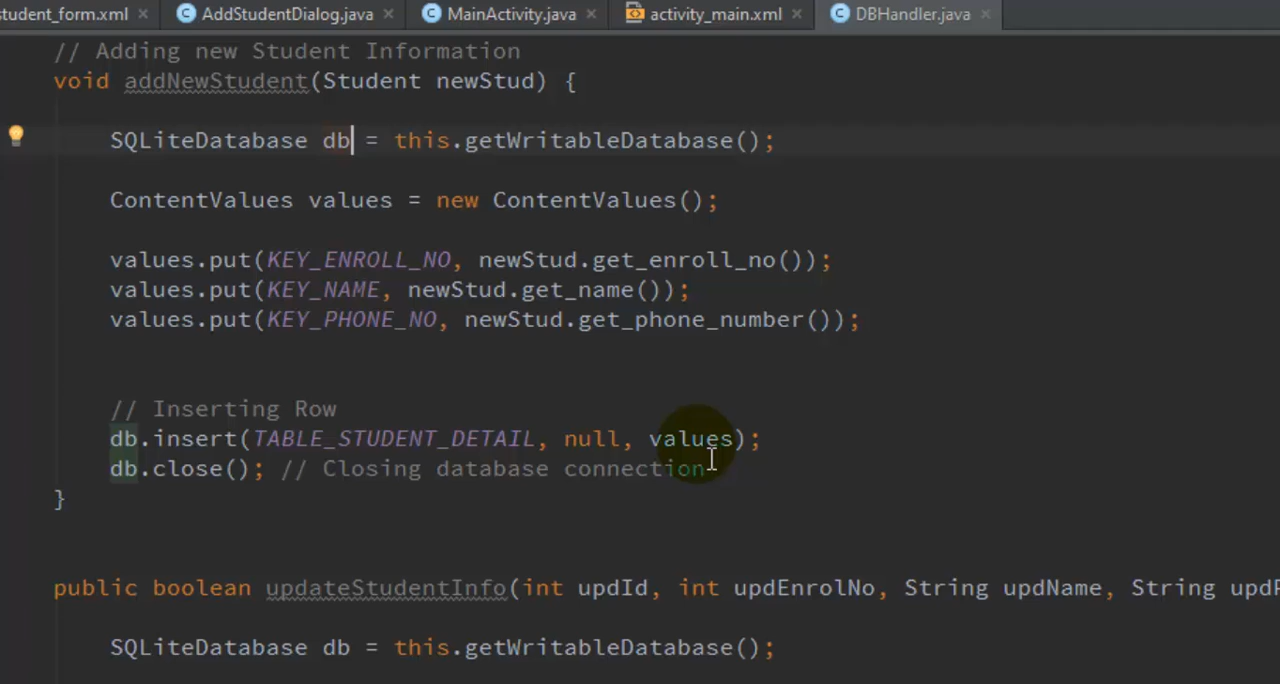 student_form.xml AddStudentDialog.java MainActivity.java activity_main.xml DBHandler.java
// Adding new Student Information
void addNewStudent(Student newStud) {
SQLiteDatabase db = this.getWritableDatabase();
ContentValues values = new ContentValues();
values.put(KEY_ENROLL_NO, newStud.get_enroll_no());
values.put(KEY_NAME, newStud.get_name());
values.put(KEY_PHONE_NO, newStud.get_phone_number());
// Inserting Row
db.insert(TABLE_STUDENT_DETAIL, null, values);
db.close(); // Closing database connection
}
public boolean updateStudentInfo(int updId, int updEnrolNo, String updName, String
SQLiteDatabase db = this.getWritableDatabase();